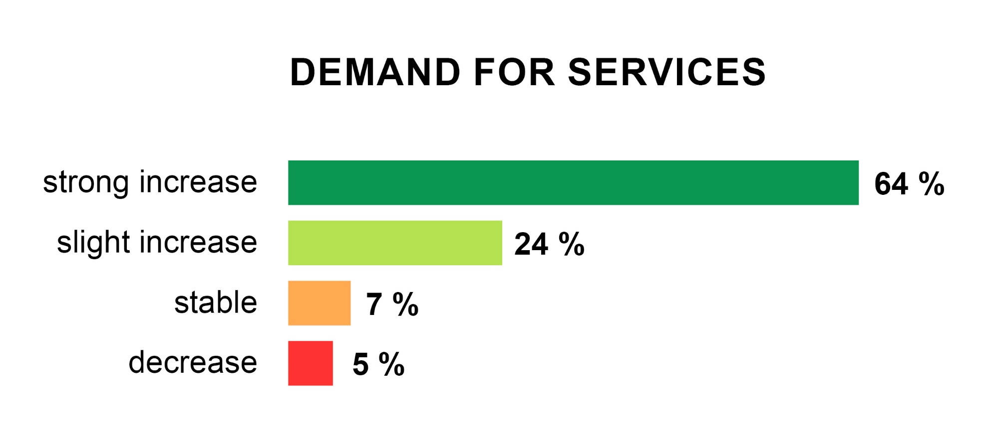 DEMAND FOR SERVICES
strong increase 64 %
slight increase 24 %
stable 7 %
decrease 5 %